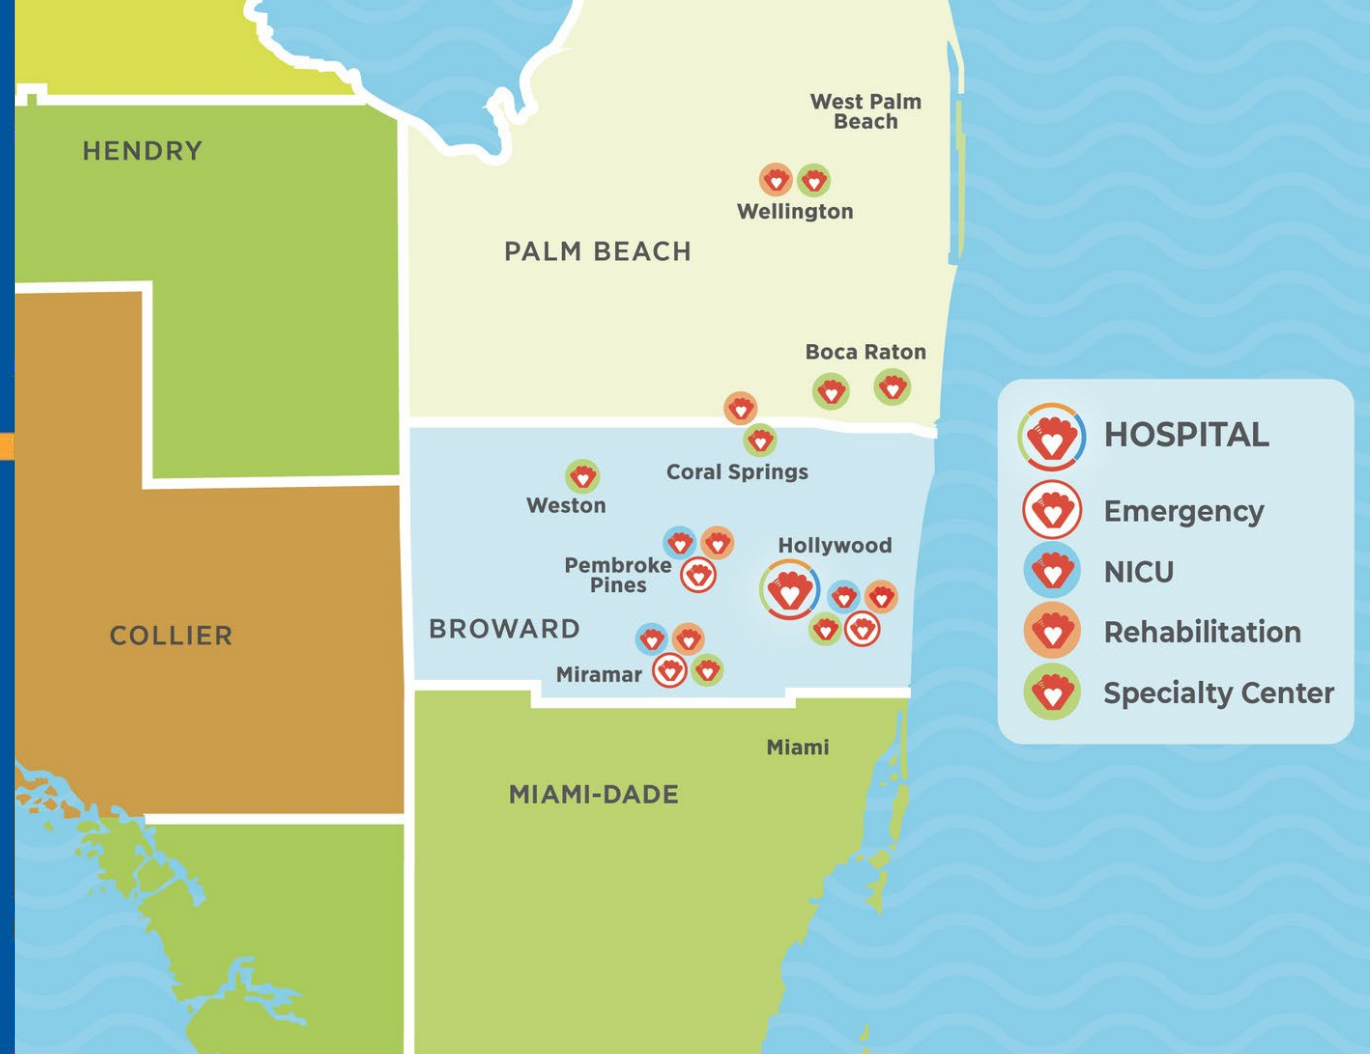 West Palm
Beach
HENDRY
Wellington
PALM BEACH
Boca Raton
Coral Springs
Weston
Hollywood
Pembroke
Pines
BROWARD
COLLIER
Miramar
Miami
MIAMI-DADE
HOSPITAL
Emergency
NICU
Rehabilitation
Specialty Center